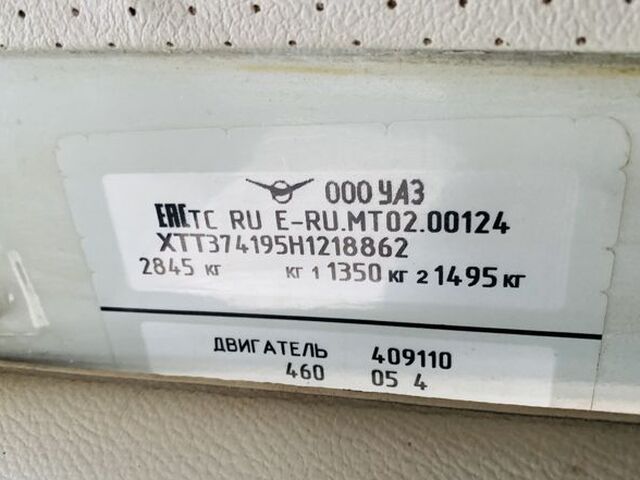 ООО УАЗ
EAC ТС RU E-RU.MT02.00124
XTT374195H1218862
2845 кг кг 1 1350 кг 2 1495 кг
ДВИГАТЕЛЬ 409110
460 05 4